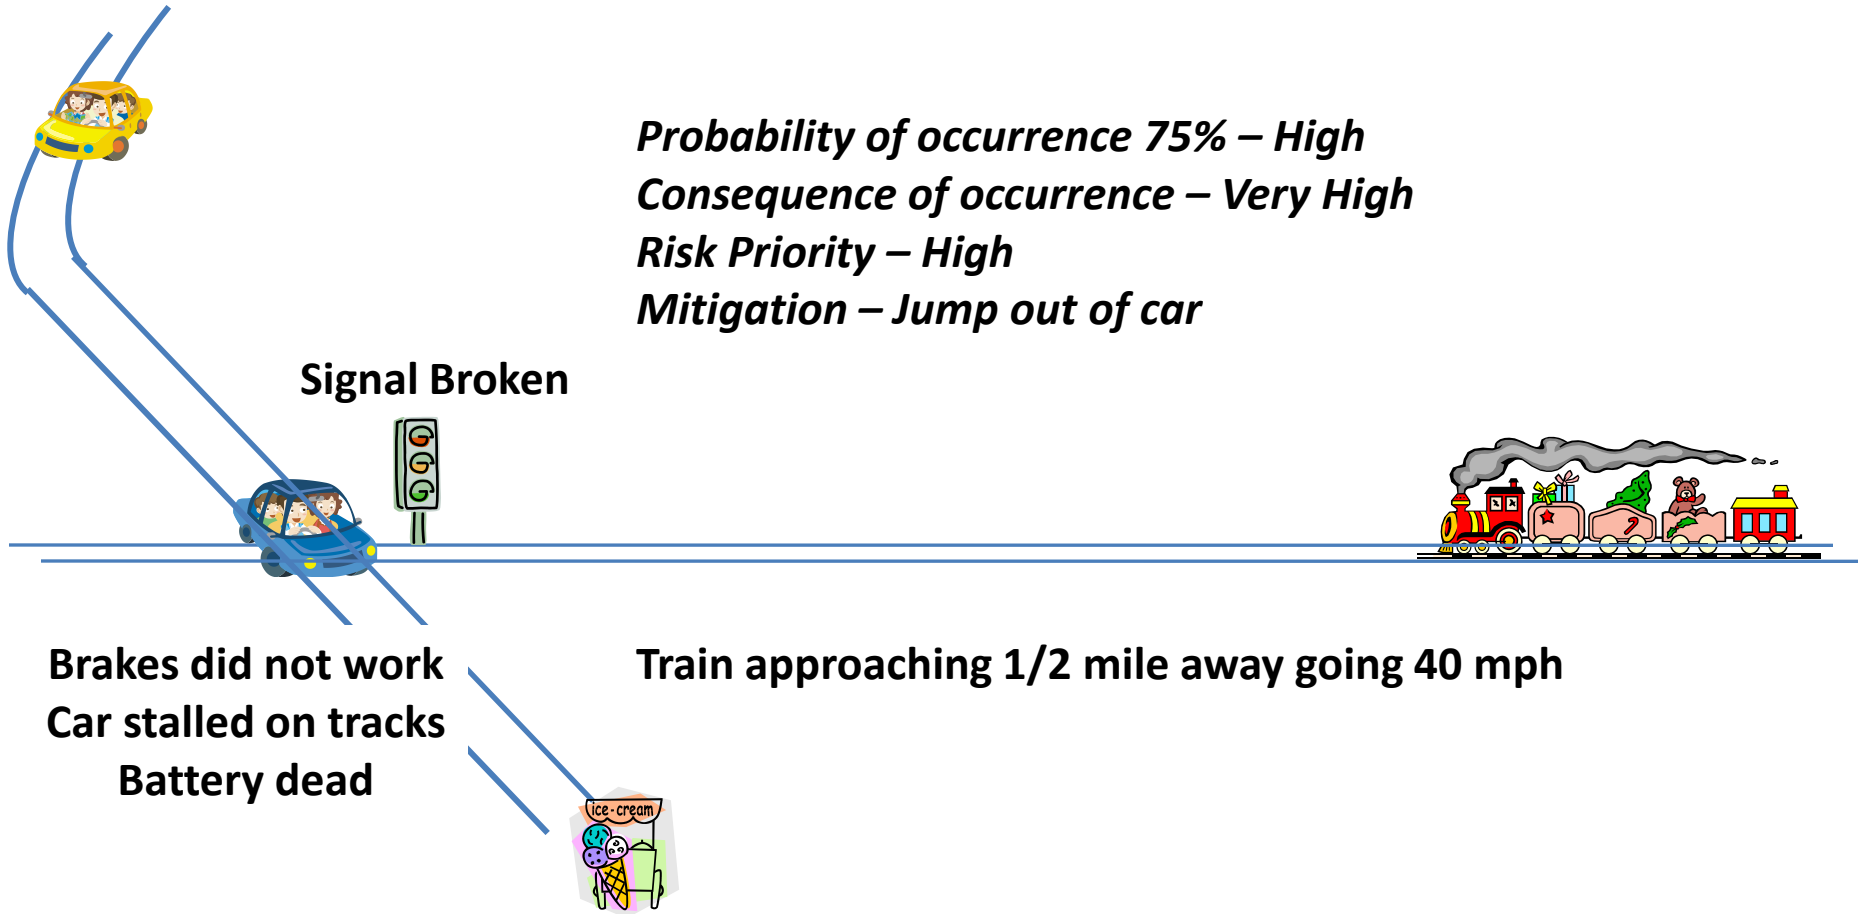 Probability of occurrence 75% – High
Consequence of occurrence – Very High
Risk Priority – High
Mitigation – Jump out of car
Signal Broken
Brakes did not work
Car stalled on tracks
Battery dead
Train approaching 1/2 mile away going 40 mph
ice-cream